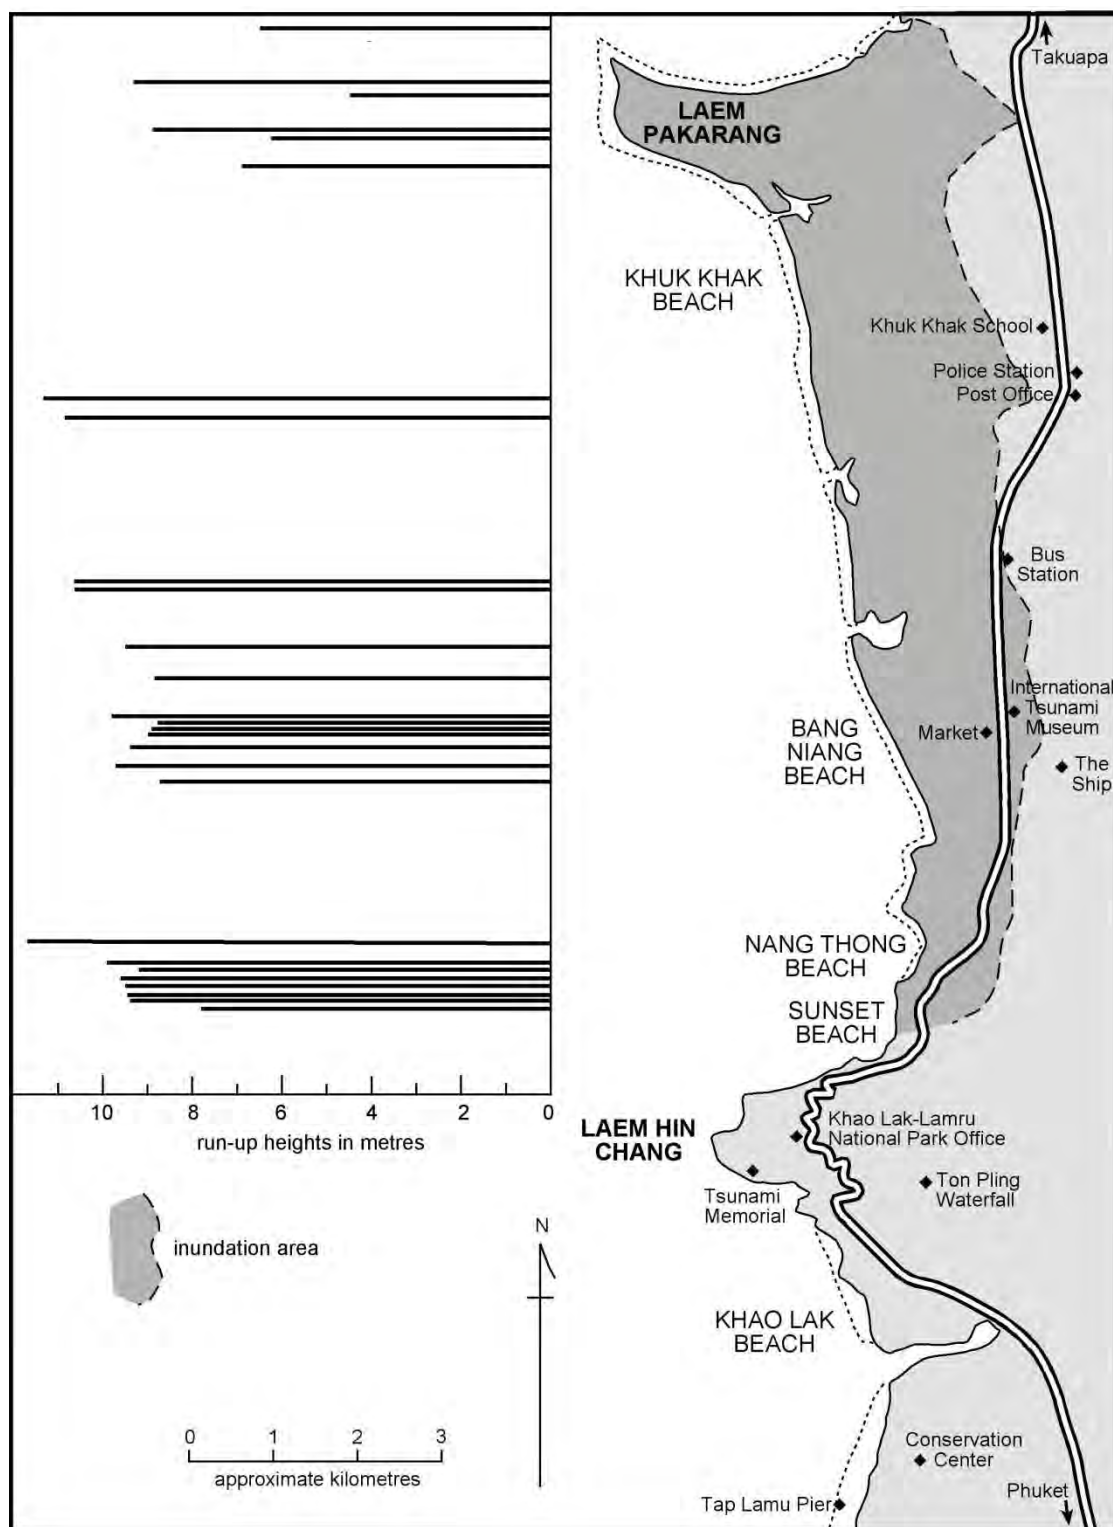 Takuapa
LAEM
PAKARANG
KHUK KHAK
BEACH
Khuk Khak School
Police Station
Post Office
Bus
Station
International
Tsunami
Museum
Market
BANG
NIANG
BEACH
The
Ship
NANG THONG
BEACH
SUNSET
BEACH
10 8 6 4 2 0
run-up heights in metres
LAEM HIN
CHANG
Khao Lak-Lamru
National Park Office
Tsunami
Memorial
Ton Pling
Waterfall
inundation area
N
KHAO LAK
BEACH
0 1 2 3
approximate kilometres
Conservation
Center
Phuket
Tap Lamu Pier